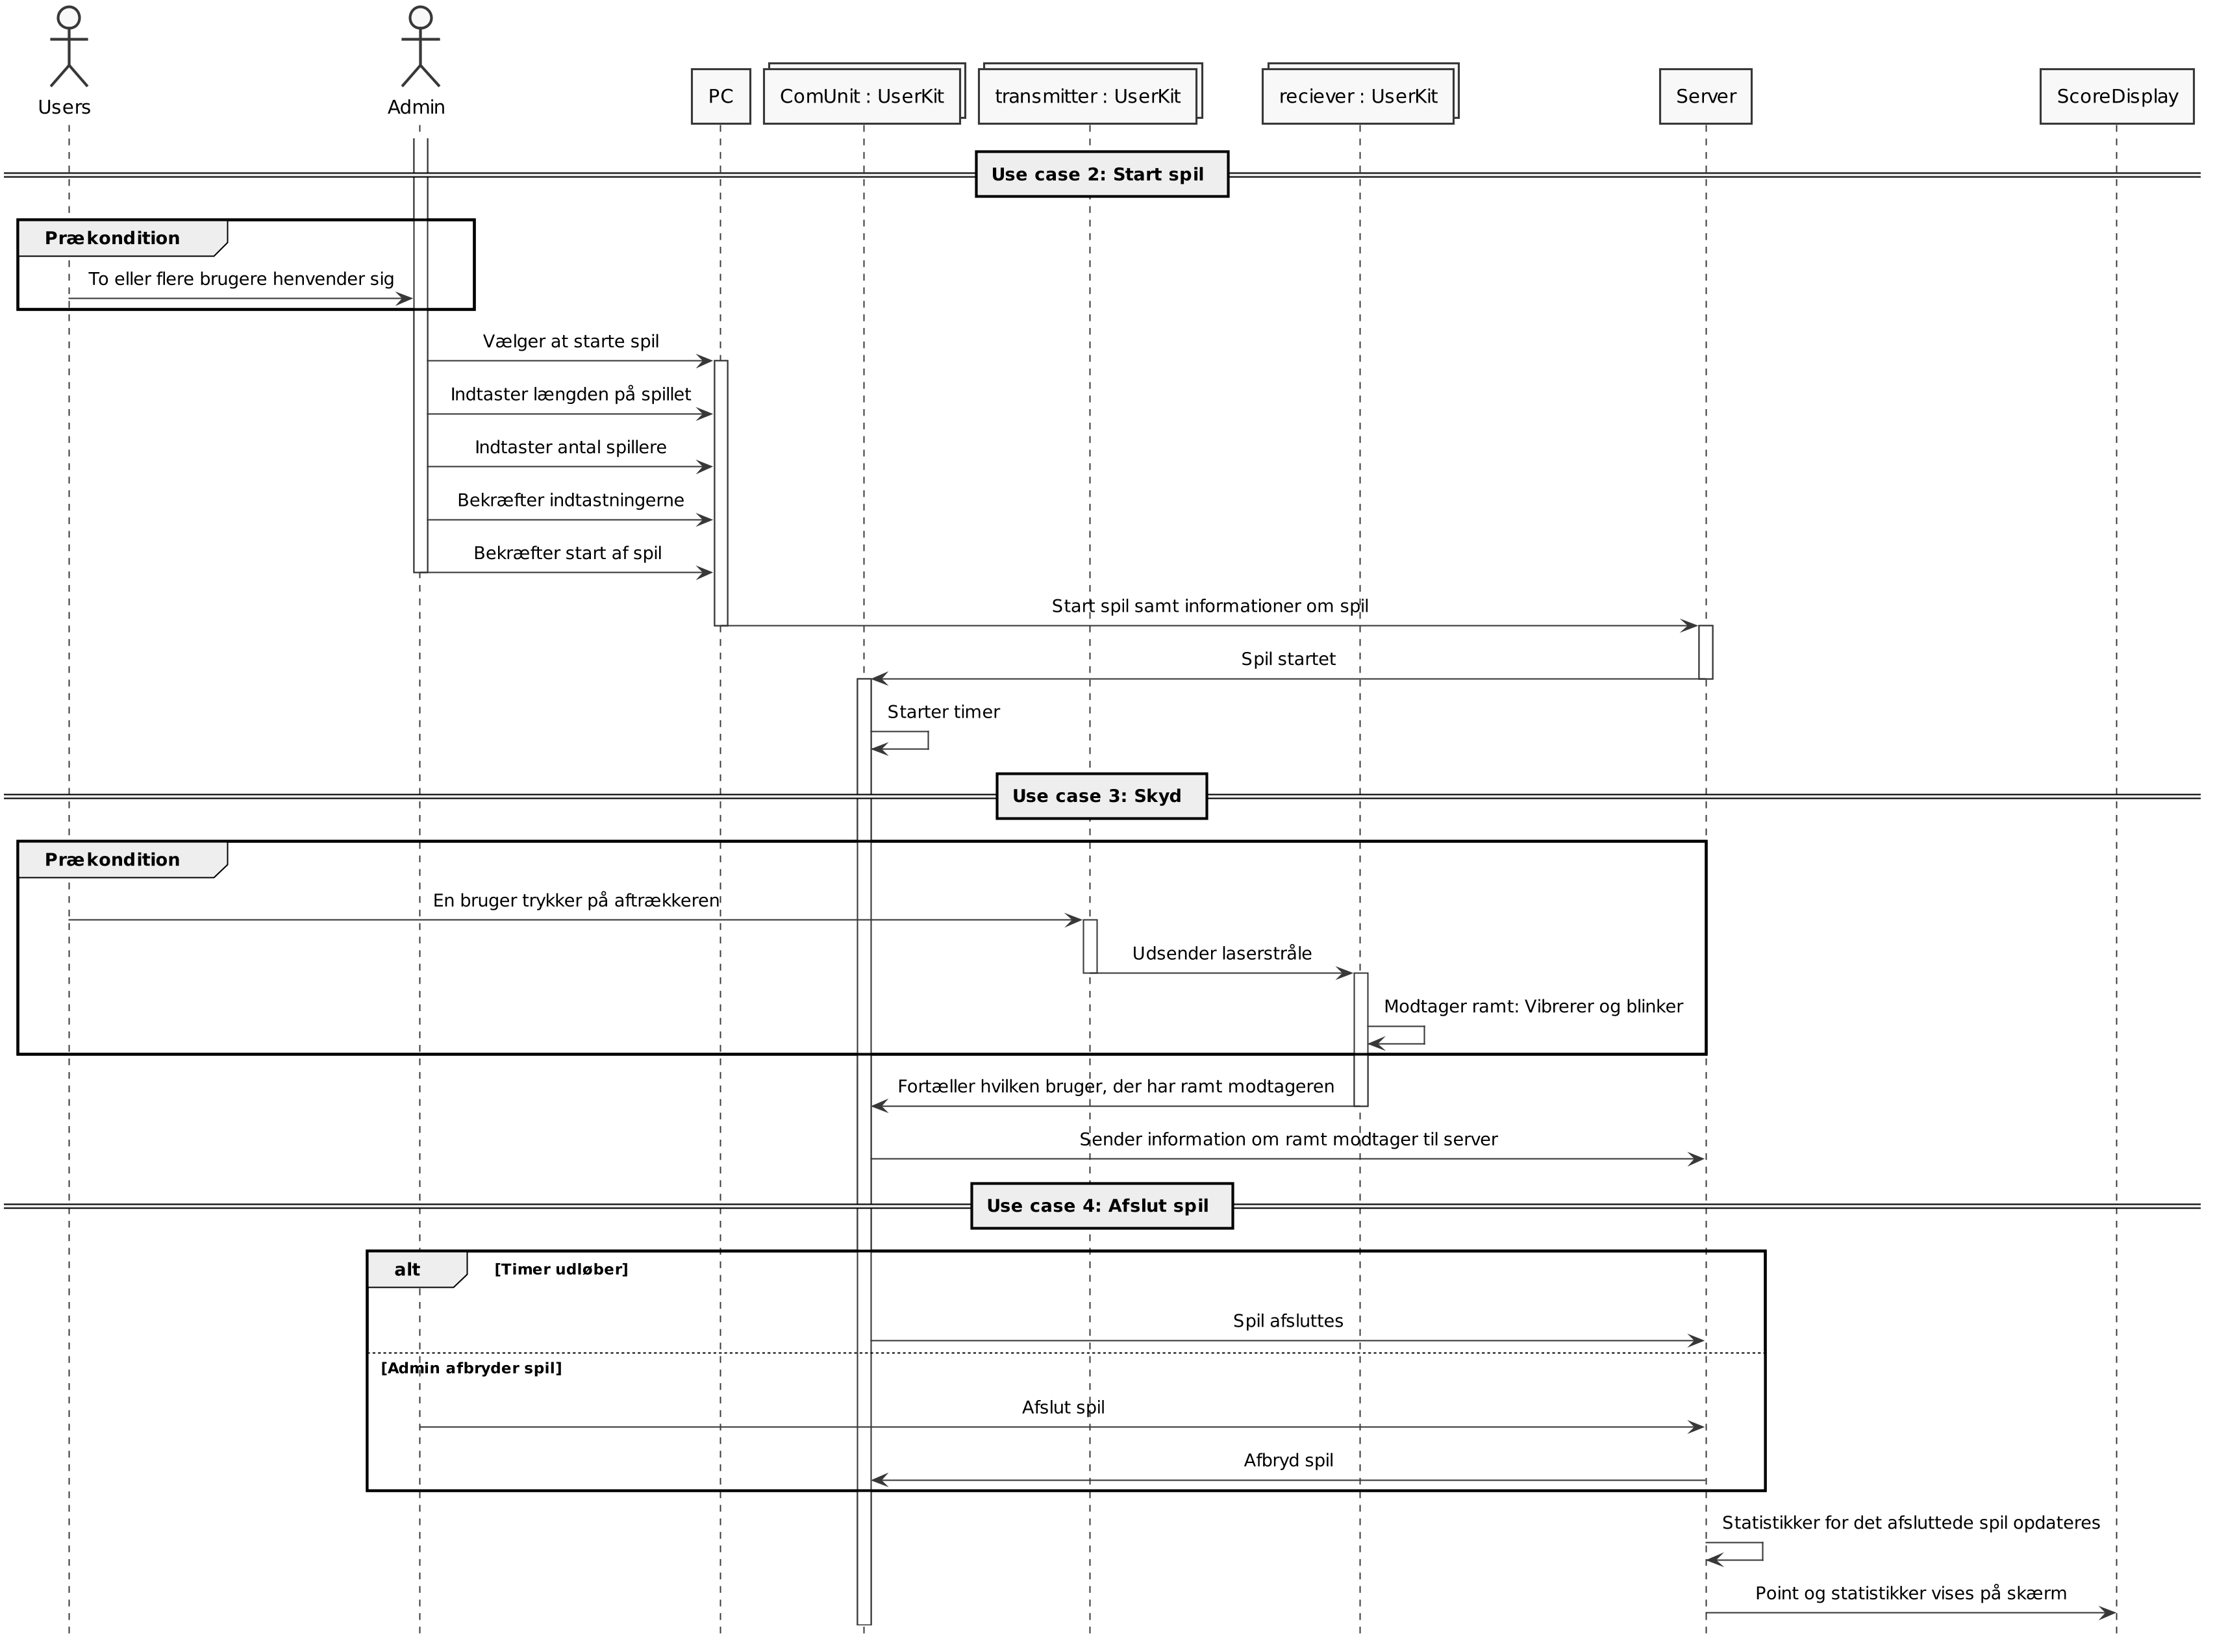 Users
Admin
PC
ComUnit : UserKit
transmitter : UserKit
reciever : UserKit
Server
ScoreDisplay
Use case 2: Start spil
Prækondition
To eller flere brugere henvender sig
Vælger at starte spil
Indtaster længden på spillet
Indtaster antal spillere
Bekræfter indtastningerne
Bekræfter start af spil
Start spil samt informationer om spil
Spil startet
Starter timer
Use case 3: Skyd
Prækondition
En bruger trykker på aftrækkeren
Udsender laserstråle
Modtager ramt: Vibrerer og blinker
Fortæller hvilken bruger, der har ramt modtageren
Sender information om ramt modtager til server
Use case 4: Afslut spil
alt [Timer udløber]
Spil afsluttes
[Admin afbryder spil]
Afslut spil
Afbryd spil
Statistikker for det afsluttede spil opdateres
Point og statistikker vises på skærm